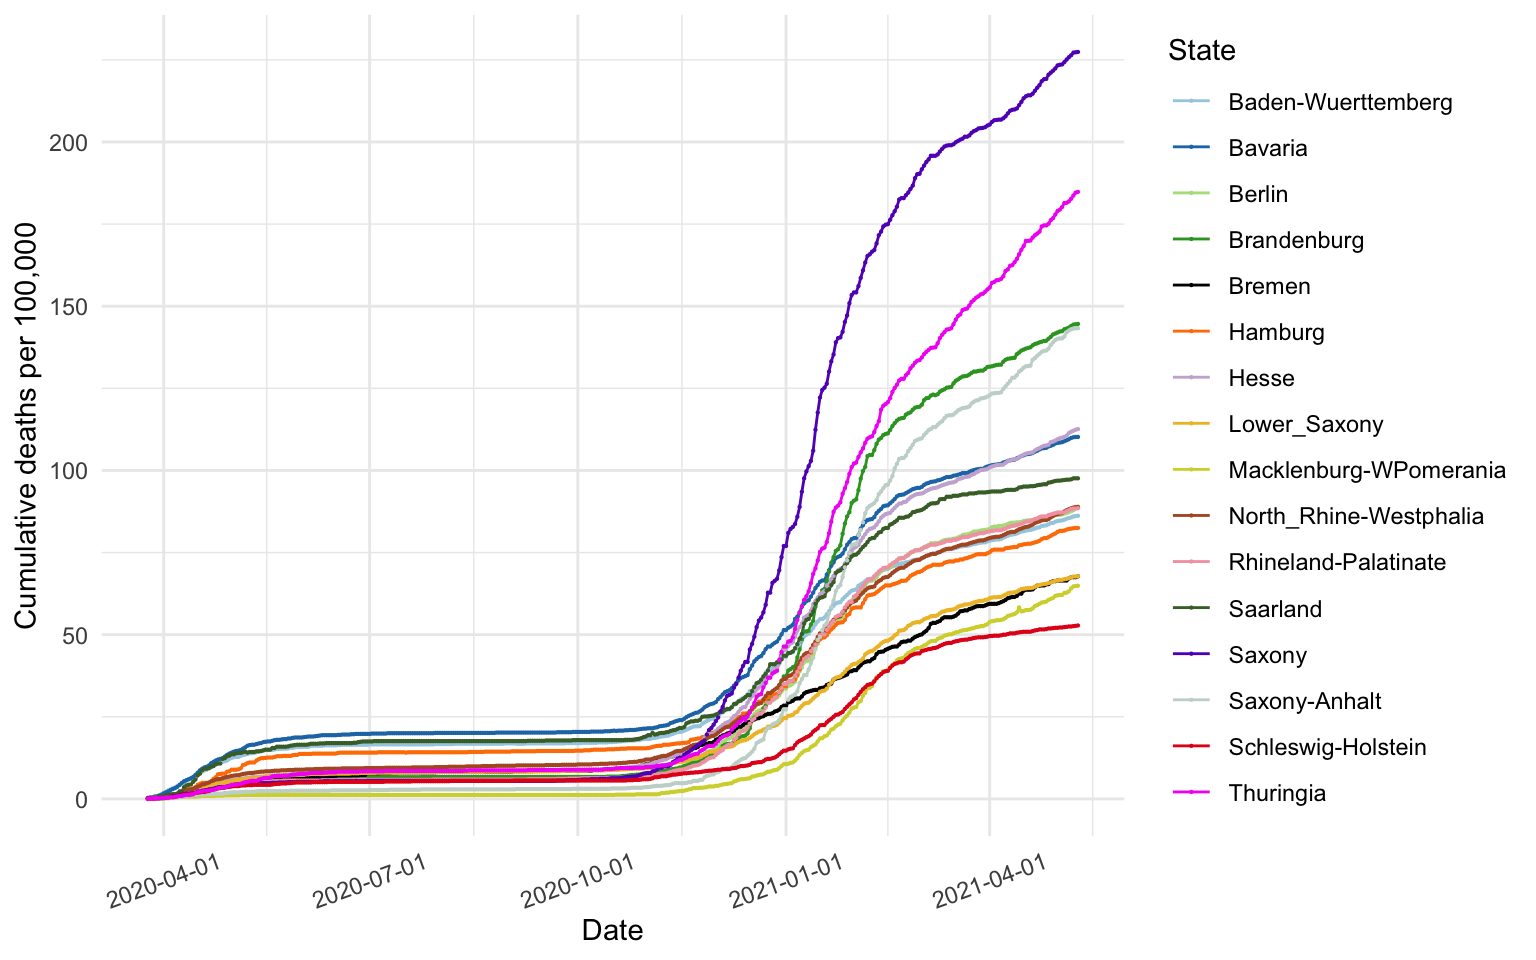 State
Baden-Wuerttemberg
Bavaria
Berlin
Brandenburg
Bremen
Hamburg
Hesse
Lower_Saxony
Macklenburg-WPomerania
North_Rhine-Westphalia
Rhineland-Palatinate
Saarland
Saxony
Saxony-Anhalt
Schleswig-Holstein
Thuringia
Cumulative deaths per 100,000
200
150
100
50
0
2020-04-01
2020-07-01
2020-10-01
2021-01-01
2021-04-01
Date